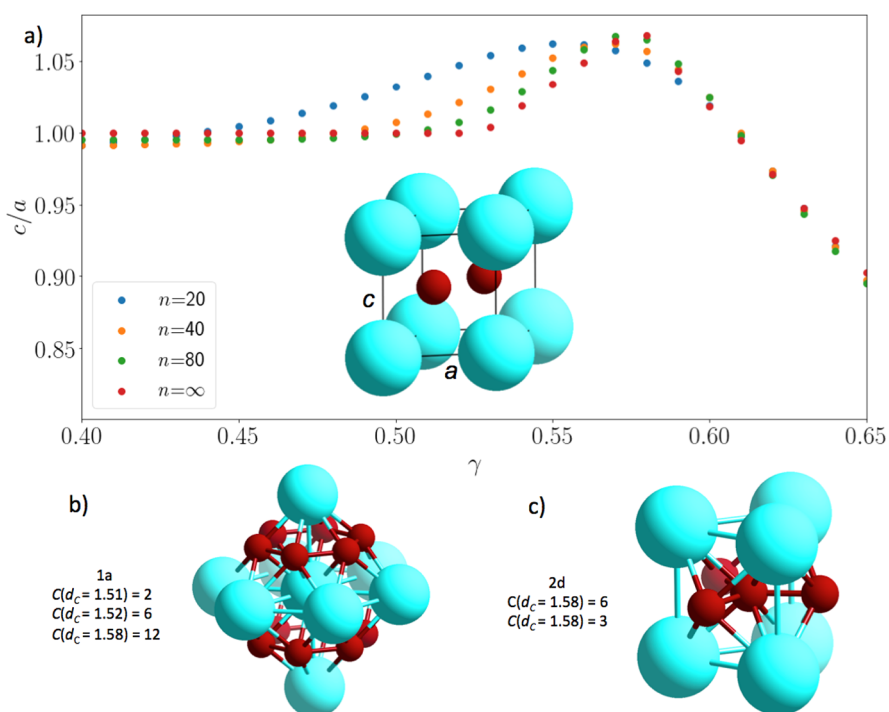 a)
1.05
1.00
0.95
0.90
0.85
c/a
n=20
n=40
n=80
n=∞
c
a
0.40 0.45 0.50 0.55 0.60 0.65
γ
b)
1a
C(d_C = 1.51) = 2
C(d_C = 1.52) = 6
C(d_C = 1.58) = 12
c)
2d
C(d_C = 1.58) = 6
C(d_C = 1.58) = 3